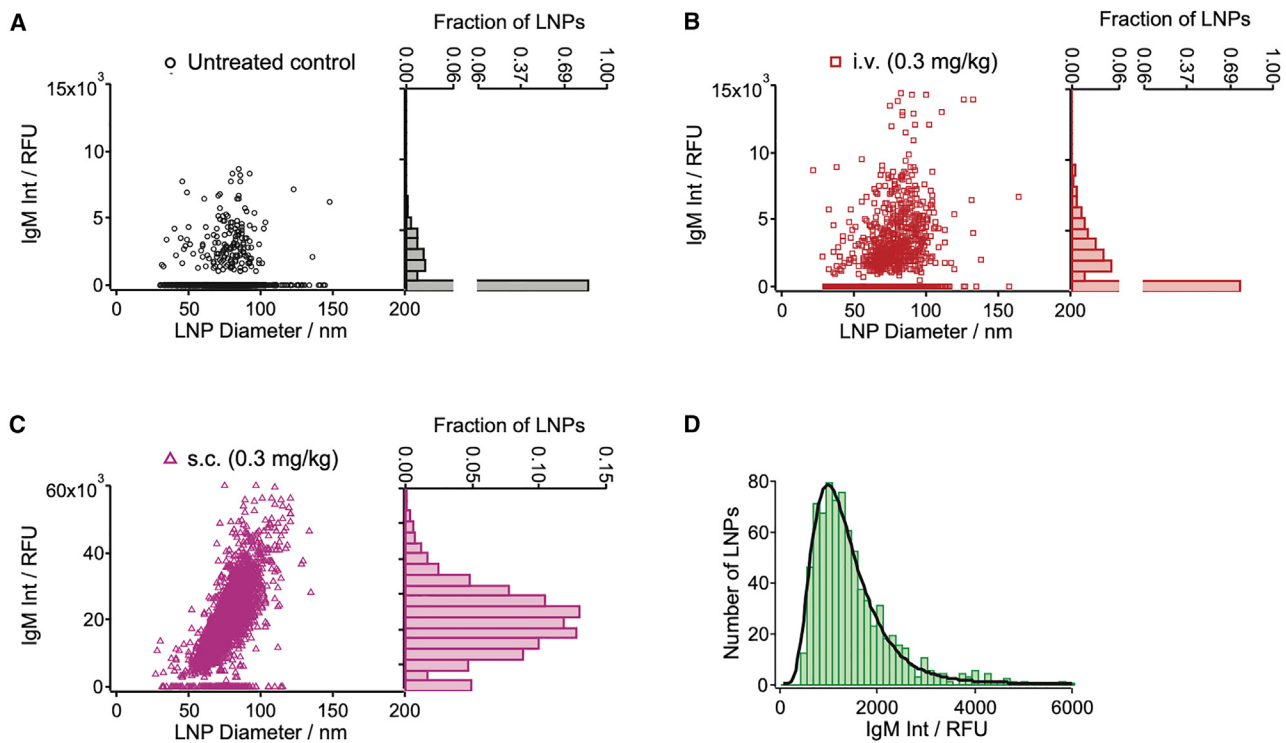 A
Fraction of LNPs
0.00 0.06 0.06 0.37 0.69 1.00
Untreated control
15x10³
10
5
0
IgM Int / RFU
0 50 100 150 200
LNP Diameter / nm
B
Fraction of LNPs
0.00 0.06 0.06 0.37 0.69 1.00
i.v. (0.3 mg/kg)
15x10³
10
5
0
IgM Int / RFU
0 50 100 150 200
LNP Diameter / nm
C
Fraction of LNPs
0.00 0.05 0.10 0.15
s.c. (0.3 mg/kg)
60x10³
40
20
0
IgM Int / RFU
0 50 100 150 200
LNP Diameter / nm
D
80
60
40
20
0
Number of LNPs
0 2000 4000 6000
IgM Int / RFU